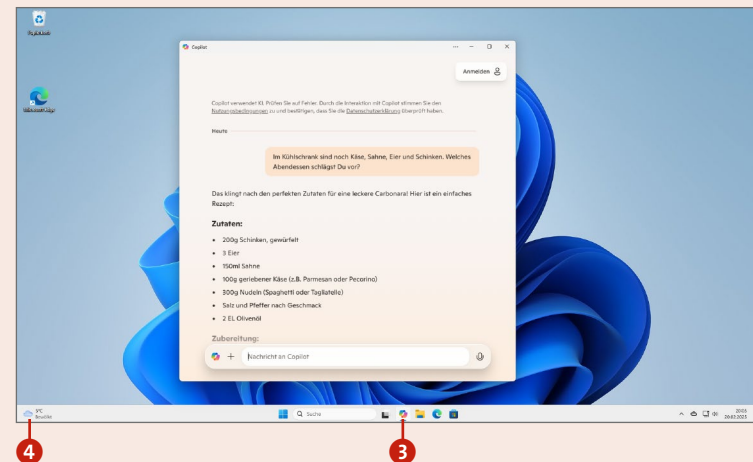 Papierkorb
Microsoft Edge
Copilot
Anmelden
Copilot verwendet KI. Prüfen Sie auf Fehler. Durch die Interaktion mit Copilot stimmen Sie den
Nutzungsbedingungen zu und bestätigen, dass Sie die Datenschutzerklärung überprüft haben.
Heute
Im Kühlschrank sind noch Käse, Sahne, Eier und Schinken. Welches
Abendessen schlägst Du vor?
Das klingt nach den perfekten Zutaten für eine leckere Carbonara! Hier ist ein einfaches
Rezept:
Zutaten:
• 200g Schinken, gewürfelt
• 3 Eier
• 150ml Sahne
• 100g geriebener Käse (z.B. Parmesan oder Pecorino)
• 300g Nudeln (Spaghetti oder Tagliatelle)
• Salz und Pfeffer nach Geschmack
• 2 EL Olivenöl
Zubereitung:
Nachricht an Copilot
Suche
4
3